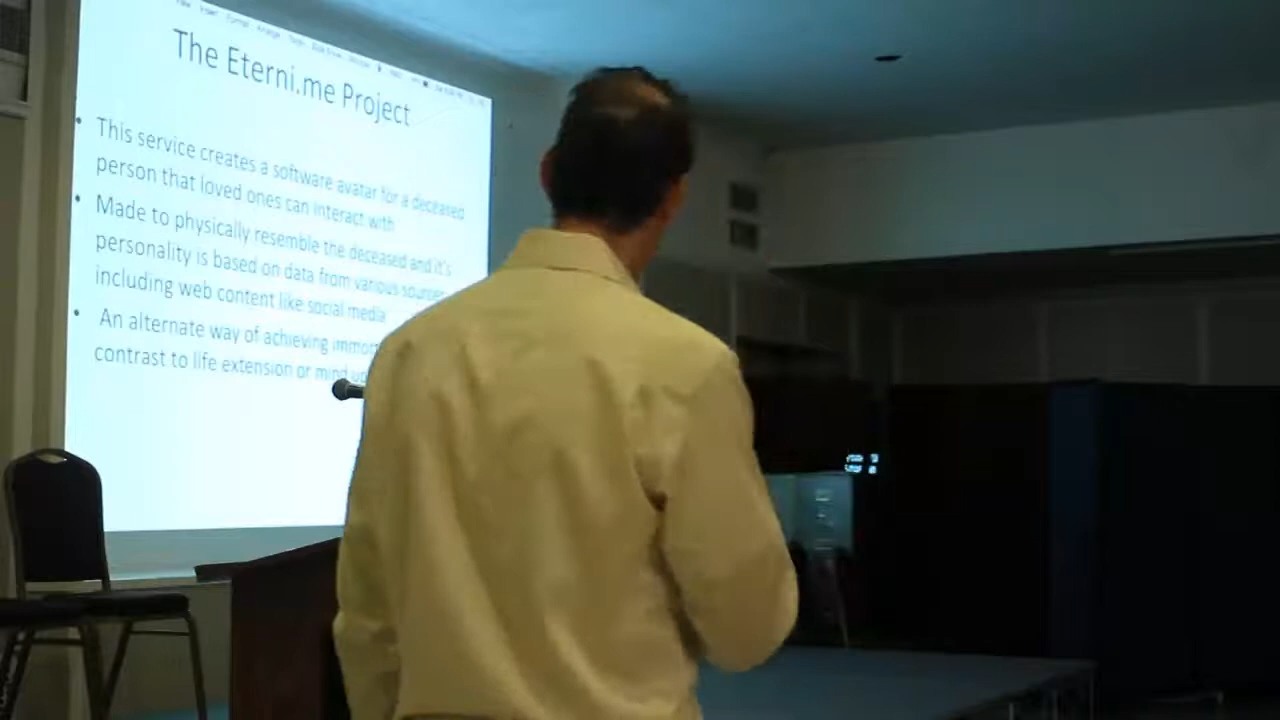 The Eterni.me Project
• This service creates a software avatar for a deceased
person that loved ones can interact with
• Made to physically resemble the deceased and it's
personality is based on data from various sources
including web content like social media
• An alternate way of achieving
contrast to life extension or mind